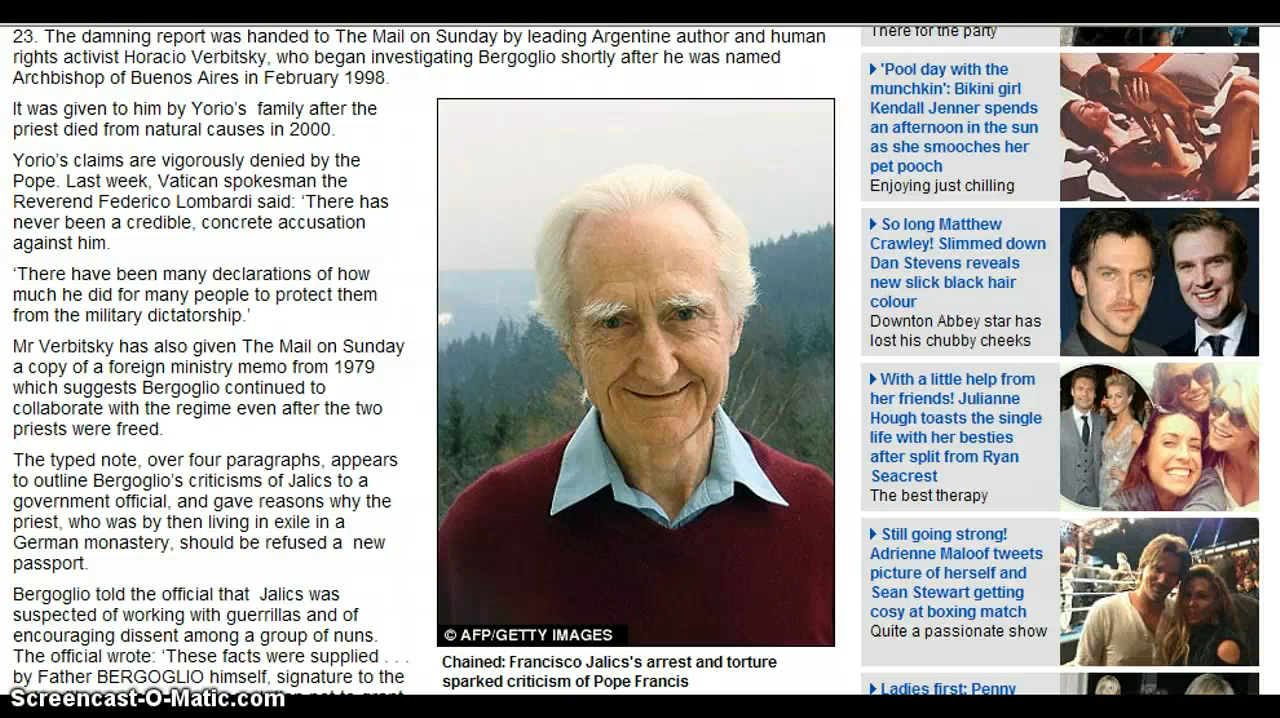 23. The damning report was handed to The Mail on Sunday by leading Argentine author and human
rights activist Horacio Verbitsky, who began investigating Bergoglio shortly after he was named
Archbishop of Buenos Aires in February 1998.
It was given to him by Yorio's family after the
priest died from natural causes in 2000.
Yorio's claims are vigorously denied by the
Pope. Last week, Vatican spokesman the
Reverend Federico Lombardi said: 'There has
never been a credible, concrete accusation
against him.
'There have been many declarations of how
much he did for many people to protect them
from the military dictatorship.'
Mr Verbitsky has also given The Mail on Sunday
a copy of a foreign ministry memo from 1979
which suggests Bergoglio continued to
collaborate with the regime even after the two
priests were freed.
The typed note, over four paragraphs, appears
to outline Bergoglio's criticisms of Jalics to a
government official, and gave reasons why the
priest, who was by then living in exile in a
German monastery, should be refused a new
passport.
Bergoglio told the official that Jalics was
suspected of working with guerrillas and of
encouraging dissent among a group of nuns.
The official wrote: 'These facts were supplied . . .
by Father BERGOGLIO himself, signature to the
© AFP/GETTY IMAGES
Chained: Francisco Jalics's arrest and torture
sparked criticism of Pope Francis
There for the party
'Pool day with the
munchkin': Bikini girl
Kendall Jenner spends
an afternoon in the sun
as she smooches her
pet pooch
Enjoying just chilling
So long Matthew
Crawley! Slimmed down
Dan Stevens reveals
new slick black hair
colour
Downton Abbey star has
lost his chubby cheeks
With a little help from
her friends! Julianne
Hough toasts the single
life with her besties
after split from Ryan
Seacrest
The best therapy
Still going strong!
Adrienne Maloof tweets
picture of herself and
Sean Stewart getting
cosy at boxing match
Quite a passionate show
Ladies first: Penny
Screencast-O-Matic.com